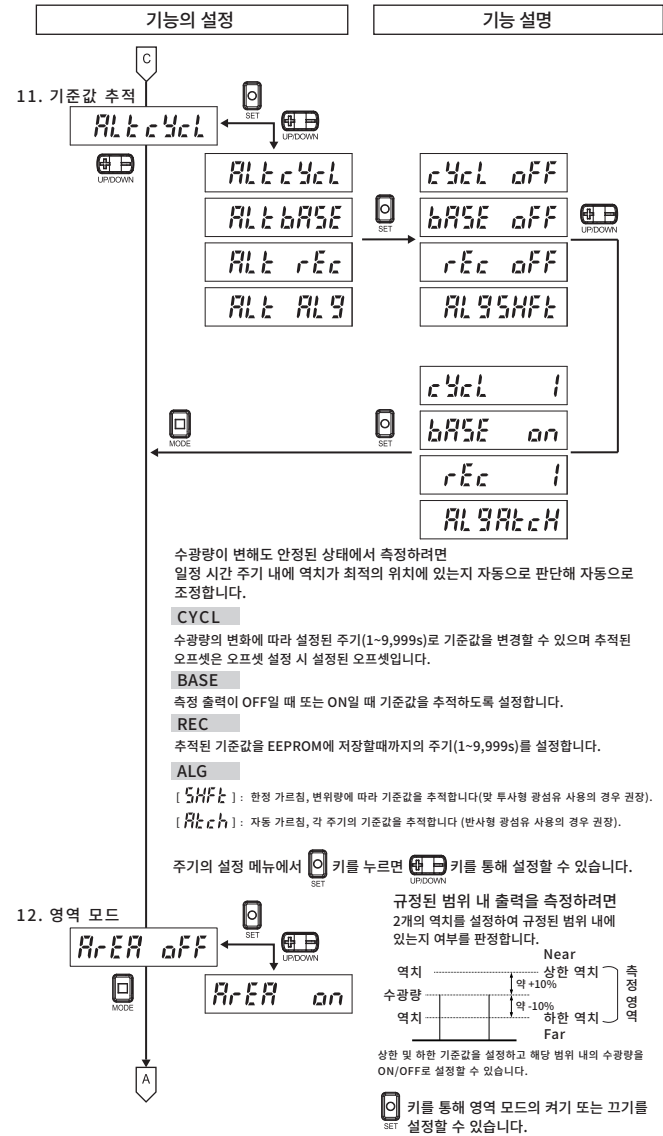 기능의 설정
기능 설명
C
11. 기준값 추적
SET
ALt cYcL
UP/DOWN
UP/DOWN
ALt cYcL
cYcL oFF
ALt bASE
SET
bASE oFF
UP/DOWN
ALt rEc
rEc oFF
ALt ALg
ALgSHFt
cYcL 1
MODE
SET
bASE on
rEc 1
ALgAtcH
수광량이 변해도 안정된 상태에서 측정하려면
일정 시간 주기 내에 역치가 최적의 위치에 있는지 자동으로 판단해 자동으로
조정합니다.
CYCL
수광량의 변화에 따라 설정된 주기(1~9,999s)로 기준값을 변경할 수 있으며 추적된
오프셋은 오프셋 설정 시 설정된 오프셋입니다.
BASE
측정 출력이 OFF일 때 또는 ON일 때 기준값을 추적하도록 설정합니다.
REC
추적된 기준값을 EEPROM에 저장할때까지의 주기(1~9,999s)를 설정합니다.
ALG
[ SHFt ] : 한정 가르침, 변위량에 따라 기준값을 추적합니다(맞 투사형 광섬유 사용의 경우 권장).
[ Atch ] : 자동 가르침, 각 주기의 기준값을 추적합니다 (반사형 광섬유 사용의 경우 권장).
주기의 설정 메뉴에서 SET 키를 누르면 UP/DOWN 키를 통해 설정할 수 있습니다.
12. 영역 모드
SET
ArEA oFF
UP/DOWN
MODE
ArEA on
규정된 범위 내 출력을 측정하려면
2개의 역치를 설정하여 규정된 범위 내에
있는지 여부를 판정합니다.
Near
역치
상한 역치
약 +10%
수광량
약 -10%
역치
하한 역치
측정 영역
Far
상한 및 하한 기준값을 설정하고 해당 범위 내의 수광량을
ON/OFF로 설정할 수 있습니다.
A
SET 키를 통해 영역 모드의 켜기 또는 끄기를
설정할 수 있습니다.